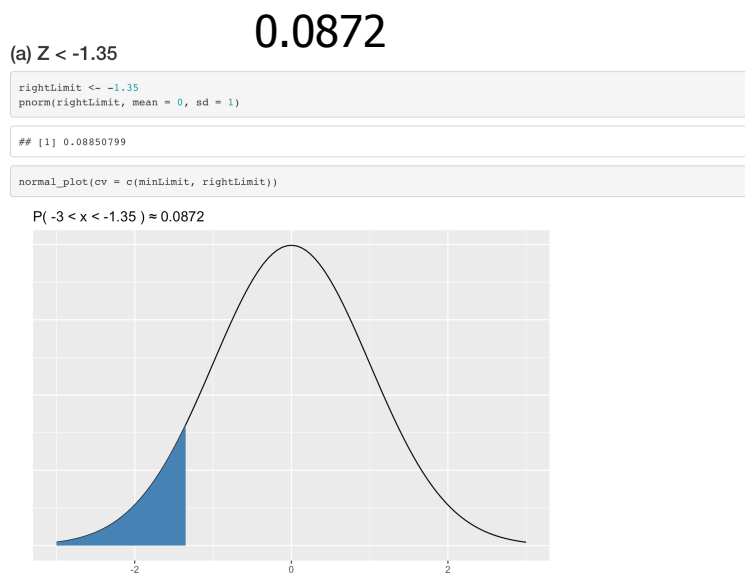 0.0872
(a) Z < -1.35
rightLimit <- -1.35
pnorm(rightLimit, mean = 0, sd = 1)
## [1] 0.08850799
normal_plot(cv = c(minLimit, rightLimit))
P( -3 < x < -1.35 ) ≈ 0.0872
-2 0 2